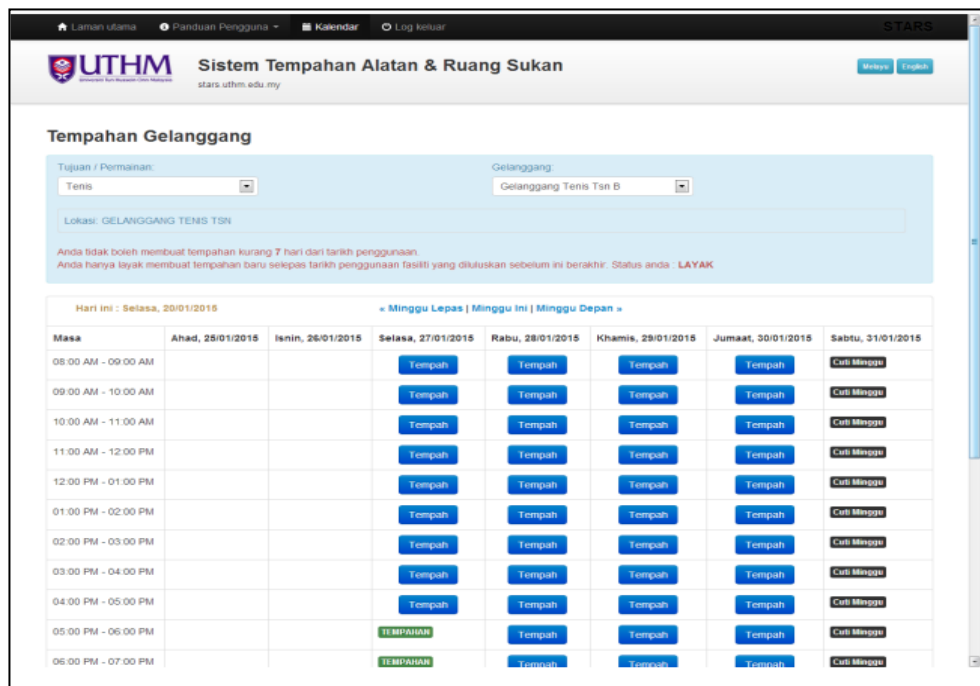 Laman utama Panduan Pengguna Kalendar Log keluar STARS
UTHM Sistem Tempahan Alatan & Ruang Sukan Melayu English
Universiti Tun Hussein Onn Malaysia
stars.uthm.edu.my
Tempahan Gelanggang
Tujuan / Permainan: Gelanggang:
Tenis Gelanggang Tenis Tsn B
Lokasi: GELANGGANG TENIS TSN
Anda tidak boleh membuat tempahan kurang 7 hari dari tarikh penggunaan.
Anda hanya layak membuat tempahan baru selepas tarikh penggunaan fasiliti yang diluluskan sebelum ini berakhir. Status anda : LAYAK
Hari ini : Selasa, 20/01/2015 « Minggu Lepas | Minggu Ini | Minggu Depan »
Masa Ahad, 25/01/2015 Isnin, 26/01/2015 Selasa, 27/01/2015 Rabu, 28/01/2015 Khamis, 29/01/2015 Jumaat, 30/01/2015 Sabtu, 31/01/2015
08:00 AM - 09:00 AM Tempah Tempah Tempah Tempah Cuti Minggu
09:00 AM - 10:00 AM Tempah Tempah Tempah Tempah Cuti Minggu
10:00 AM - 11:00 AM Tempah Tempah Tempah Tempah Cuti Minggu
11:00 AM - 12:00 PM Tempah Tempah Tempah Tempah Cuti Minggu
12:00 PM - 01:00 PM Tempah Tempah Tempah Tempah Cuti Minggu
01:00 PM - 02:00 PM Tempah Tempah Tempah Tempah Cuti Minggu
02:00 PM - 03:00 PM Tempah Tempah Tempah Tempah Cuti Minggu
03:00 PM - 04:00 PM Tempah Tempah Tempah Tempah Cuti Minggu
04:00 PM - 05:00 PM Tempah Tempah Tempah Tempah Cuti Minggu
05:00 PM - 06:00 PM TEMPAHAN Tempah Tempah Tempah Cuti Minggu
06:00 PM - 07:00 PM TEMPAHAN Tempah Tempah Tempah Cuti Minggu